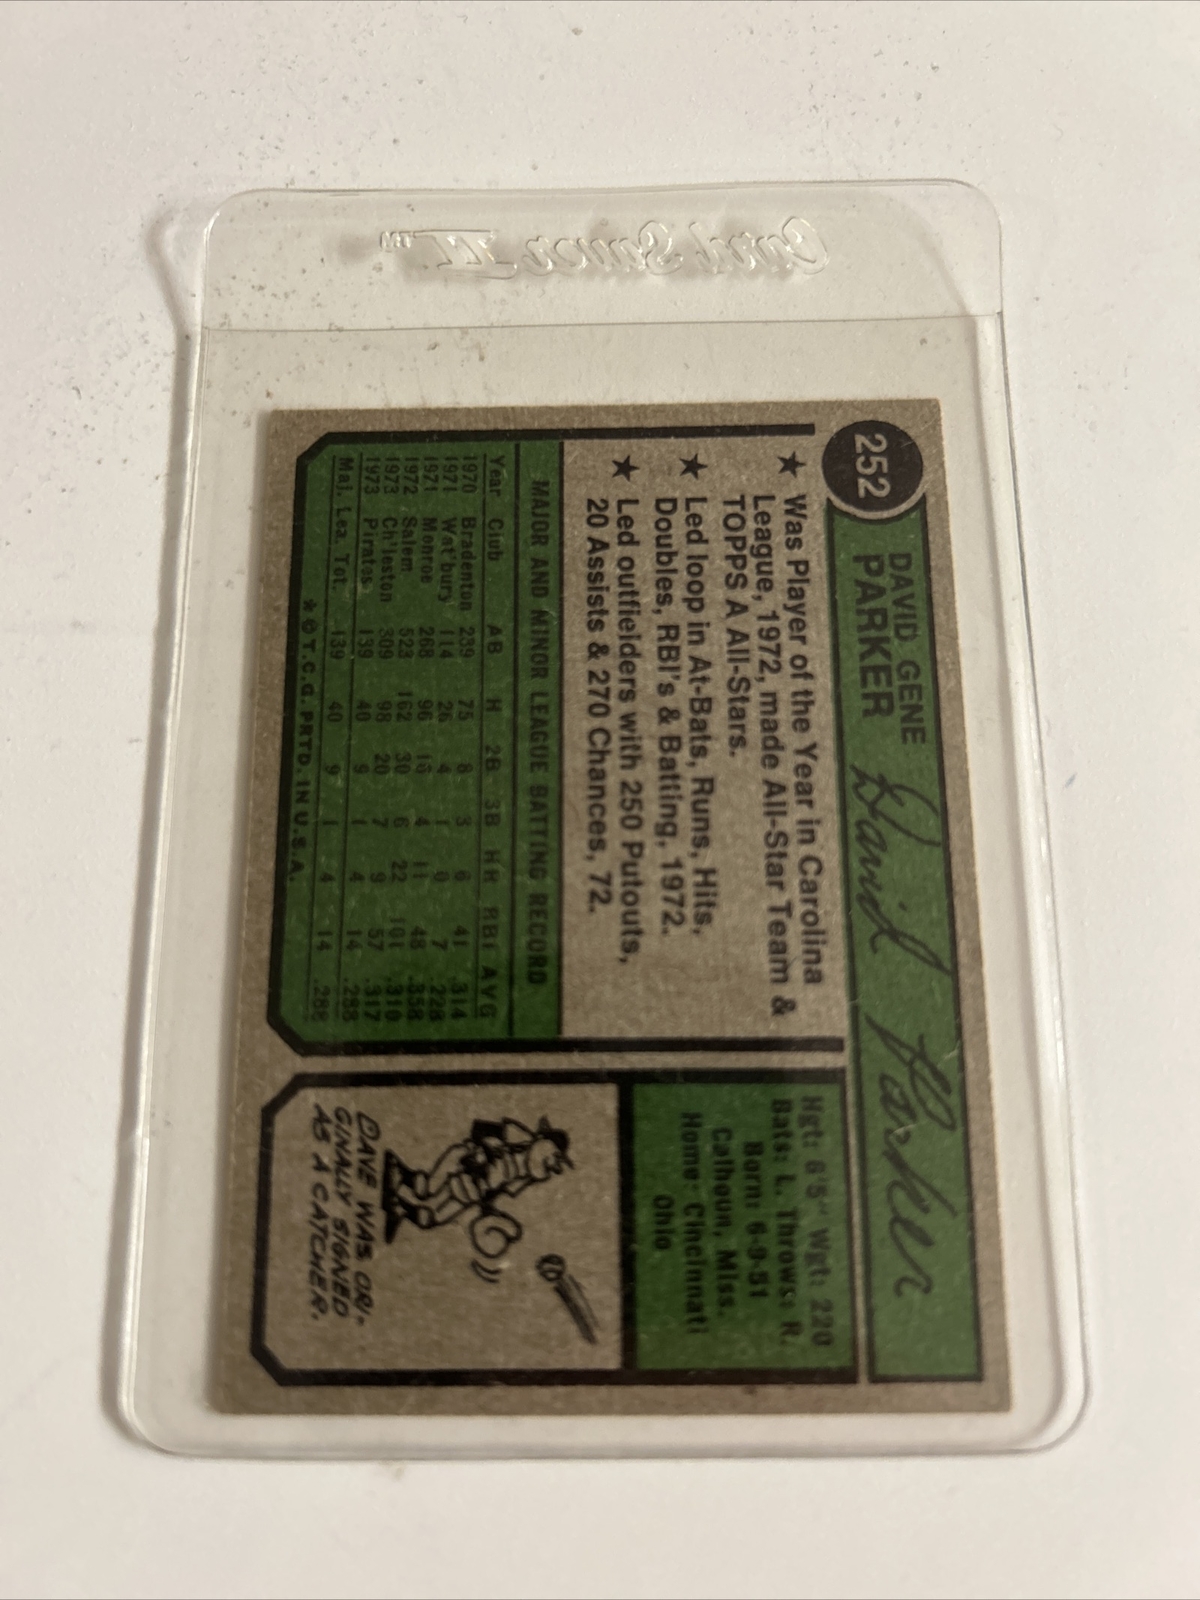 Card Saver II™
252
DAVID GENE
PARKER
David Parker
★ Was Player of the Year in Carolina
League, 1972, made All-Star Team &
TOPPS A All-Stars.
★ Led loop in At-Bats, Runs, Hits,
Doubles, RBI's & Batting, 1972.
★ Led outfielders with 250 Putouts,
20 Assists & 270 Chances, 72.
MAJOR AND MINOR LEAGUE BATTING RECORD
Year Club AB H 2B 3B HR RBI AVG
1970 Bradenton 239 75 8 3 6 41 .314
1971 Wat'bury 114 26 4 1 0 7 .228
1971 Monroe 268 96 16 4 11 48 .358
1972 Salem 523 162 30 6 22 101 .310
1973 Ch'leston 309 98 20 7 9 57 .317
1973 Pirates 139 40 9 1 4 14 .288
Maj. Lea. Tot. 139 40 9 1 4 14 .288
* © T.C.G. PRTD. IN U.S.A.
Hgt: 6'5" Wgt: 220
Bats: L. Throws: R.
Born: 6-9-51
Calhoun, Miss.
Home: Cincinnati
Ohio
DAVE WAS ORI-
GINALLY SIGNED
AS A CATCHER.